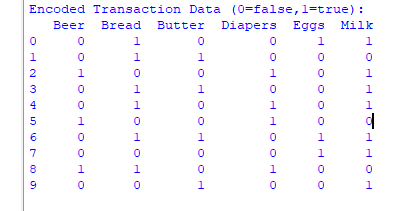 Encoded Transaction Data (0=false,1=true):
Beer Bread Butter Diapers Eggs Milk
0 0 1 0 0 1 1
1 0 1 1 0 0 0
2 1 0 0 1 0 1
3 0 1 1 0 0 1
4 0 1 0 1 0 1
5 1 0 0 1 0 0
6 0 1 1 0 1 1
7 0 0 0 0 1 1
8 1 1 0 1 0 0
9 0 0 1 0 0 1